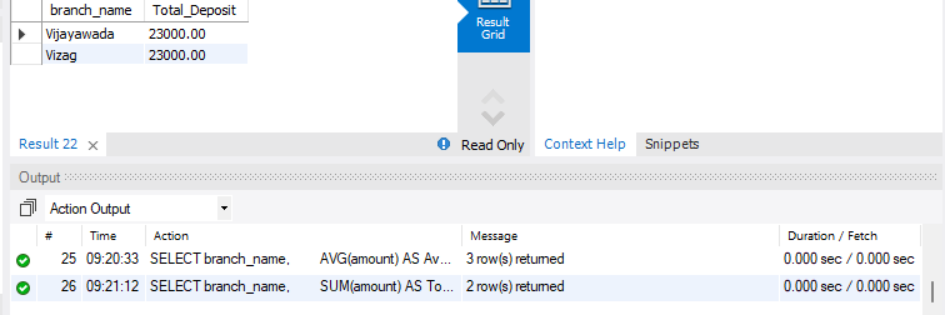 branch_name Total_Deposit
Vijayawada 23000.00
Vizag 23000.00
Result
Grid
Result 22 × Read Only Context Help Snippets
Output
Action Output
# Time Action Message Duration / Fetch
25 09:20:33 SELECT branch_name, AVG(amount) AS Av... 3 row(s) returned 0.000 sec / 0.000 sec
26 09:21:12 SELECT branch_name, SUM(amount) AS To... 2 row(s) returned 0.000 sec / 0.000 sec